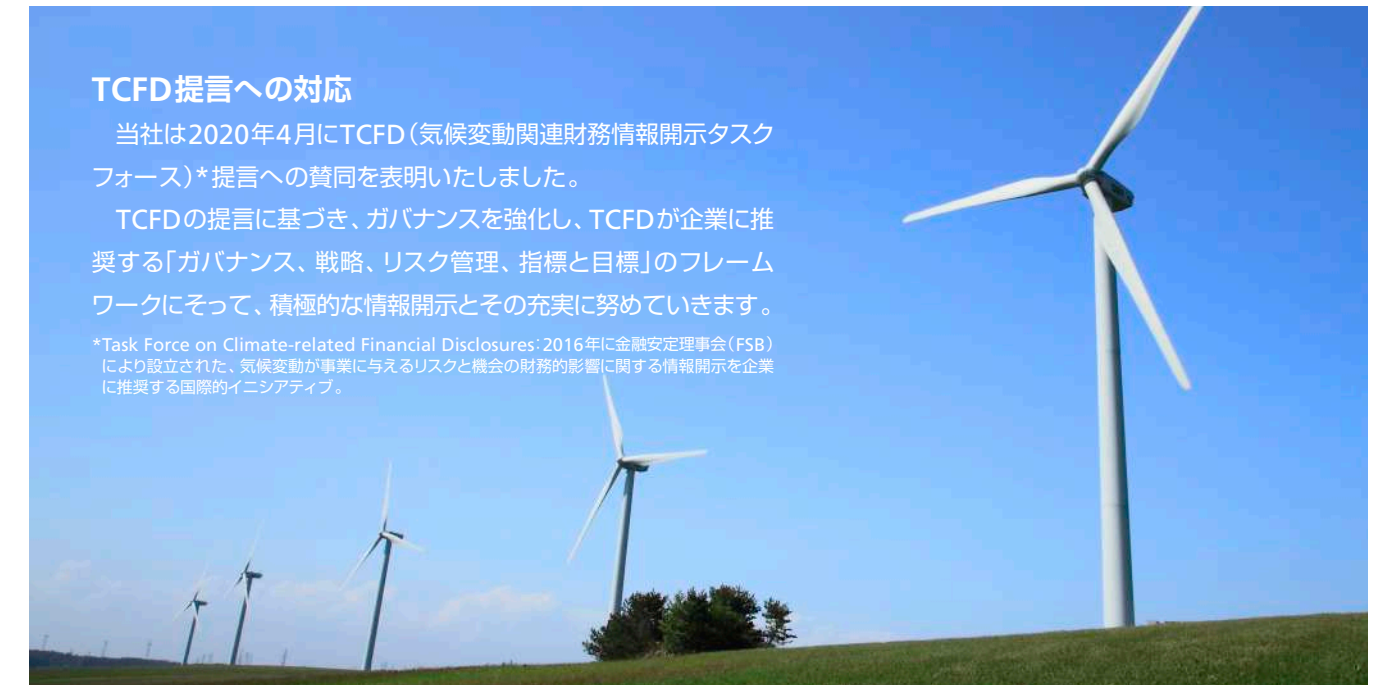 TCFD提言への対応
当社は2020年4月にTCFD（気候変動関連財務情報開示タスク
フォース）*提言への賛同を表明いたしました。
TCFDの提言に基づき、ガバナンスを強化し、TCFDが企業に推
奨する「ガバナンス、戦略、リスク管理、指標と目標」のフレーム
ワークにそって、積極的な情報開示とその充実に努めていきます。
*Task Force on Climate-related Financial Disclosures：2016年に金融安定理事会（FSB）
により設立された、気候変動が事業に与えるリスクと機会の財務的影響に関する情報開示を企業
に推奨する国際的イニシアティブ。